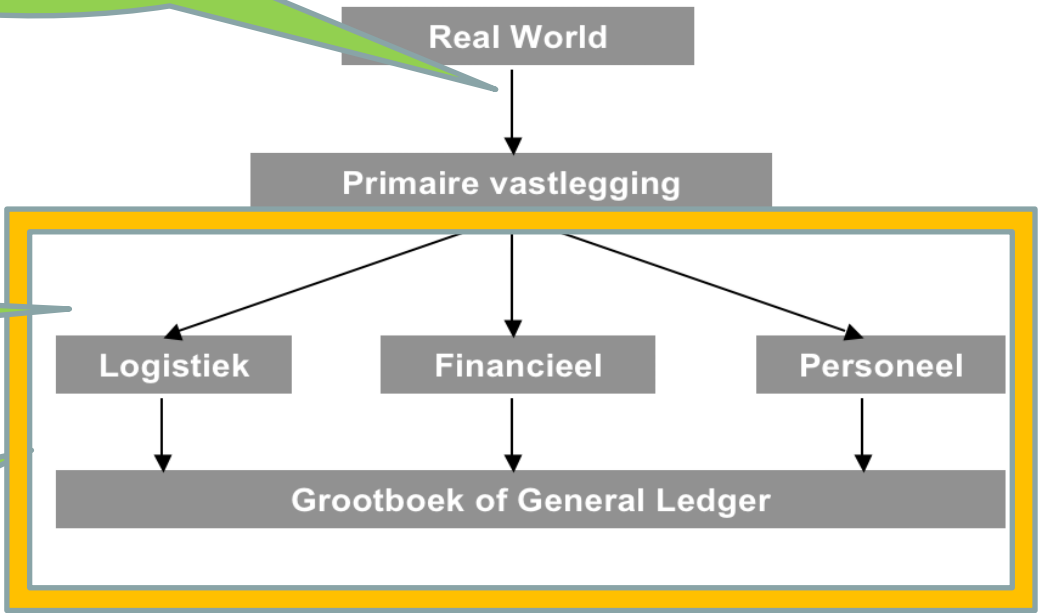 Real World
Primaire vastlegging
Logistiek
Financieel
Personeel
Grootboek of General Ledger